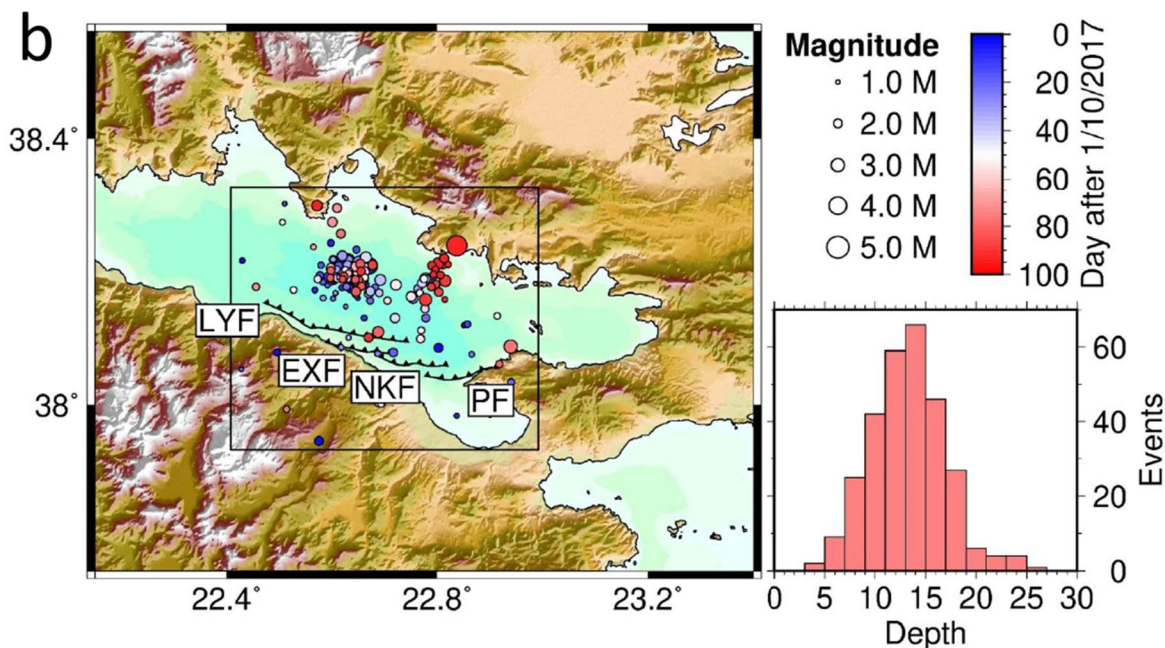 b
38.4°
38°
22.4°
22.8°
23.2°
LYF
EXF
NKF
PF
Magnitude
1.0 M
2.0 M
3.0 M
4.0 M
5.0 M
0
20
40
60
80
100
Day after 1/10/2017
60
40
20
0
Events
0 5 10 15 20 25 30
Depth